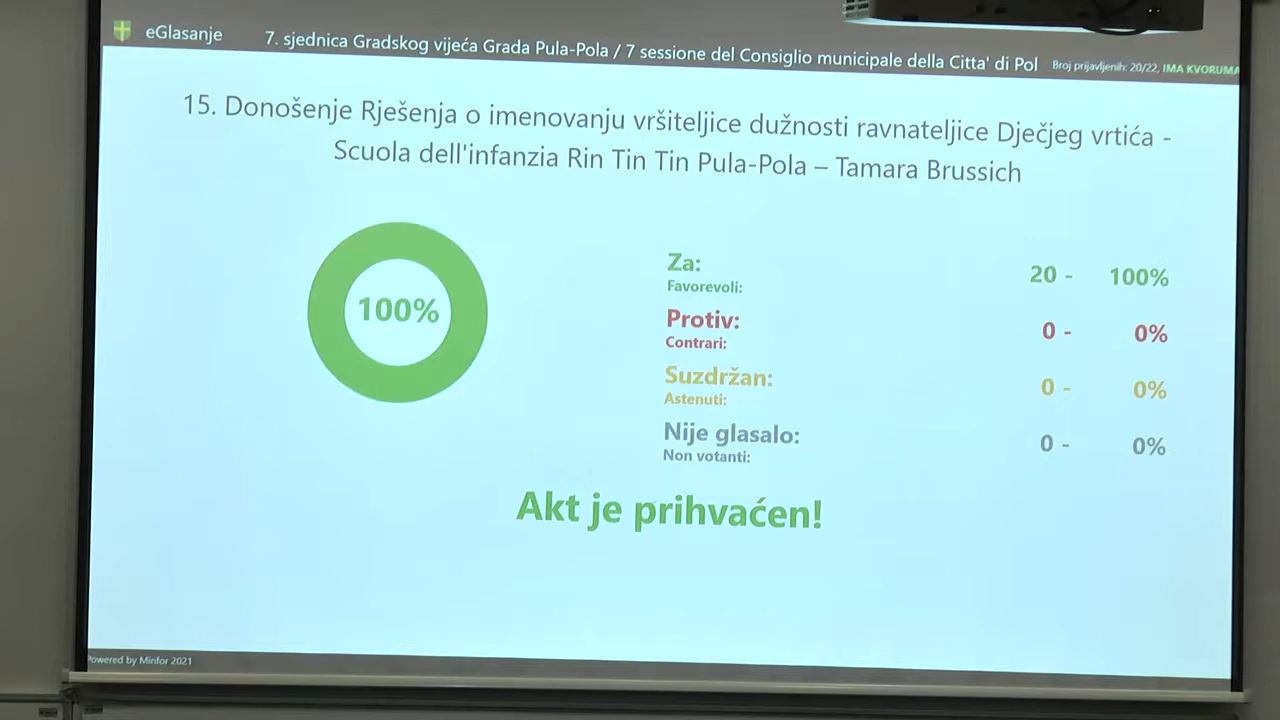 eGlasanje
7. sjednica Gradskog vijeća Grada Pula-Pola / 7 sessione del Consiglio municipale della Citta' di Pol
Broj prijavljenih: 20/22, IMA KVORUMA
15. Donošenje Rješenja o imenovanju vršiteljice dužnosti ravnateljice Dječjeg vrtića -
Scuola dell'infanzia Rin Tin Tin Pula-Pola – Tamara Brussich
100%
Za: 20 - 100%
Favorevoli:
Protiv: 0 - 0%
Contrari:
Suzdržan: 0 - 0%
Astenuti:
Nije glasalo: 0 - 0%
Non votanti:
Akt je prihvaćen!
Powered by Minfor 2021